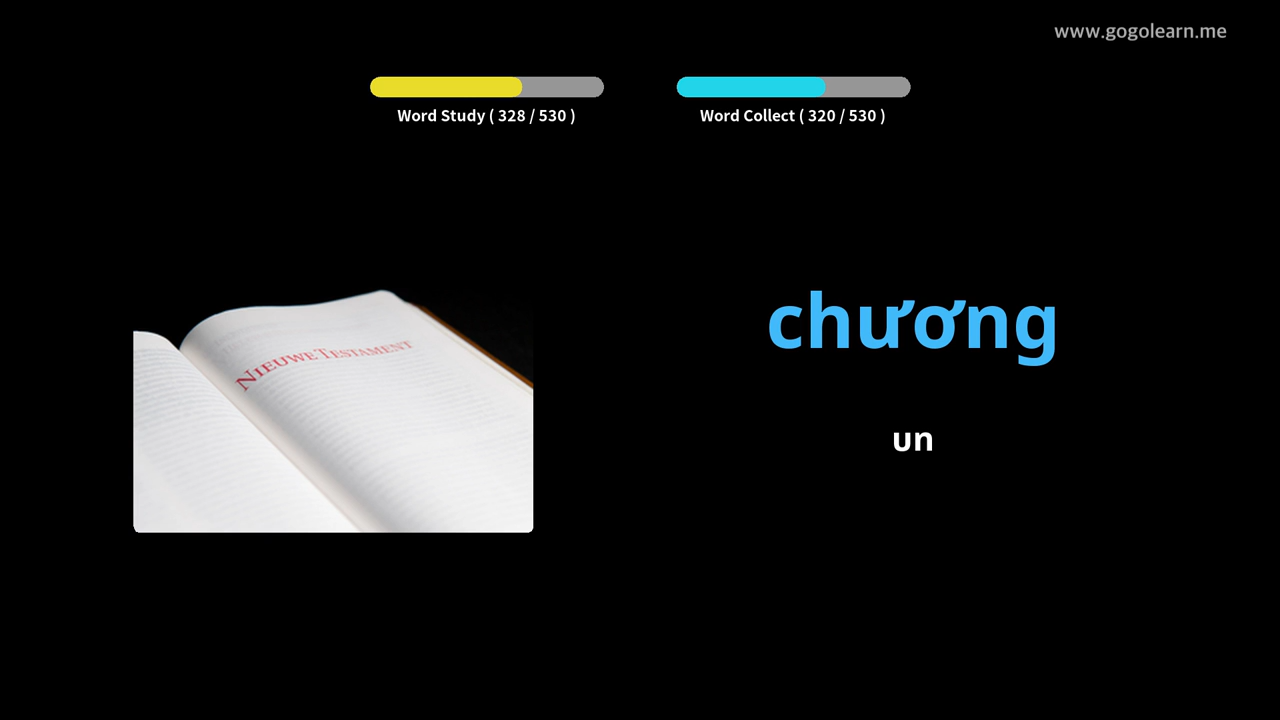 www.gogolearn.me
Word Study ( 328 / 530 )
Word Collect ( 320 / 530 )
NIEUWE TESTAMENT
chương
un